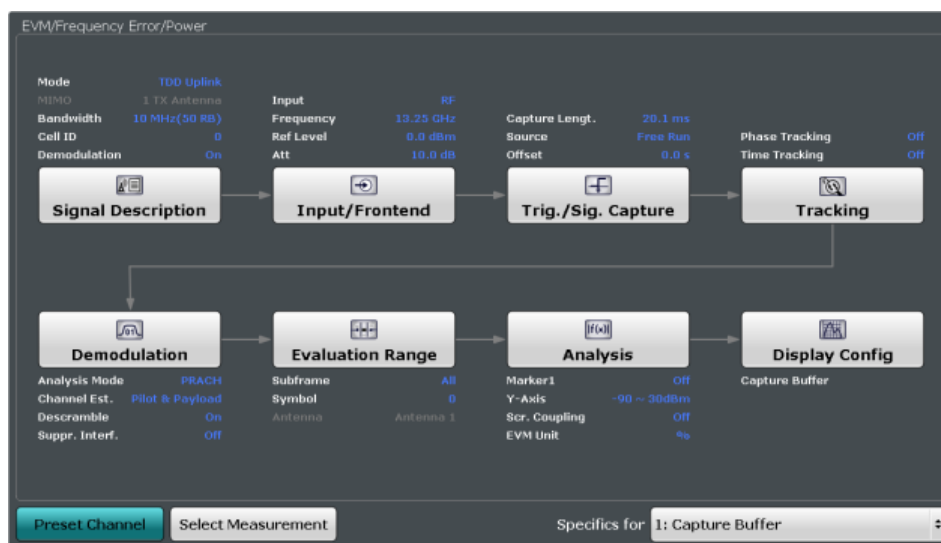 EVM/Frequency Error/Power
Mode TDD Uplink
MIMO 1 TX Antenna
Bandwidth 10 MHz(50 RB)
Cell ID 0
Demodulation On
Signal Description
Input RF
Frequency 13.25 GHz
Ref Level 0.0 dBm
Att 10.0 dB
Input/Frontend
Capture Lengt. 20.1 ms
Source Free Run
Offset 0.0 s
Trig./Sig. Capture
Phase Tracking Off
Time Tracking Off
Tracking
Demodulation
Analysis Mode PRACH
Channel Est. Pilot & Payload
Descramble On
Suppr. Interf. Off
Evaluation Range
Subframe All
Symbol 0
Antenna Antenna 1
Analysis
Marker1 Off
Y-Axis -90 ~ 30dBm
Scr. Coupling Off
EVM Unit %
Display Config
Capture Buffer
Preset Channel
Select Measurement
Specifics for 1: Capture Buffer